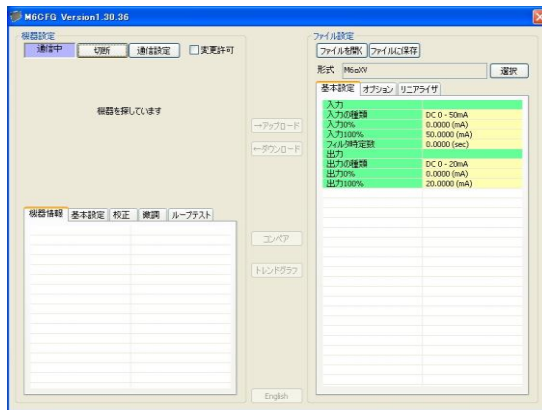 M6CFG Version1.30.36
機器設定
通信中 切断 通信設定 変更許可
機器を探しています
機器情報 基本設定 校正 微調 ループテスト
→アップロード
←ダウンロード
コンペア
トレンドグラフ
English
ファイル設定
ファイルを開く ファイルに保存
形式 M6sXV 選択
基本設定 オプション リニアライザ
入力
入力の種類 DC 0 - 50mA
入力0% 0.0000 (mA)
入力100% 50.0000 (mA)
フィルタ時定数 0.0000 (sec)
出力
出力の種類 DC 0 - 20mA
出力0% 0.0000 (mA)
出力100% 20.0000 (mA)